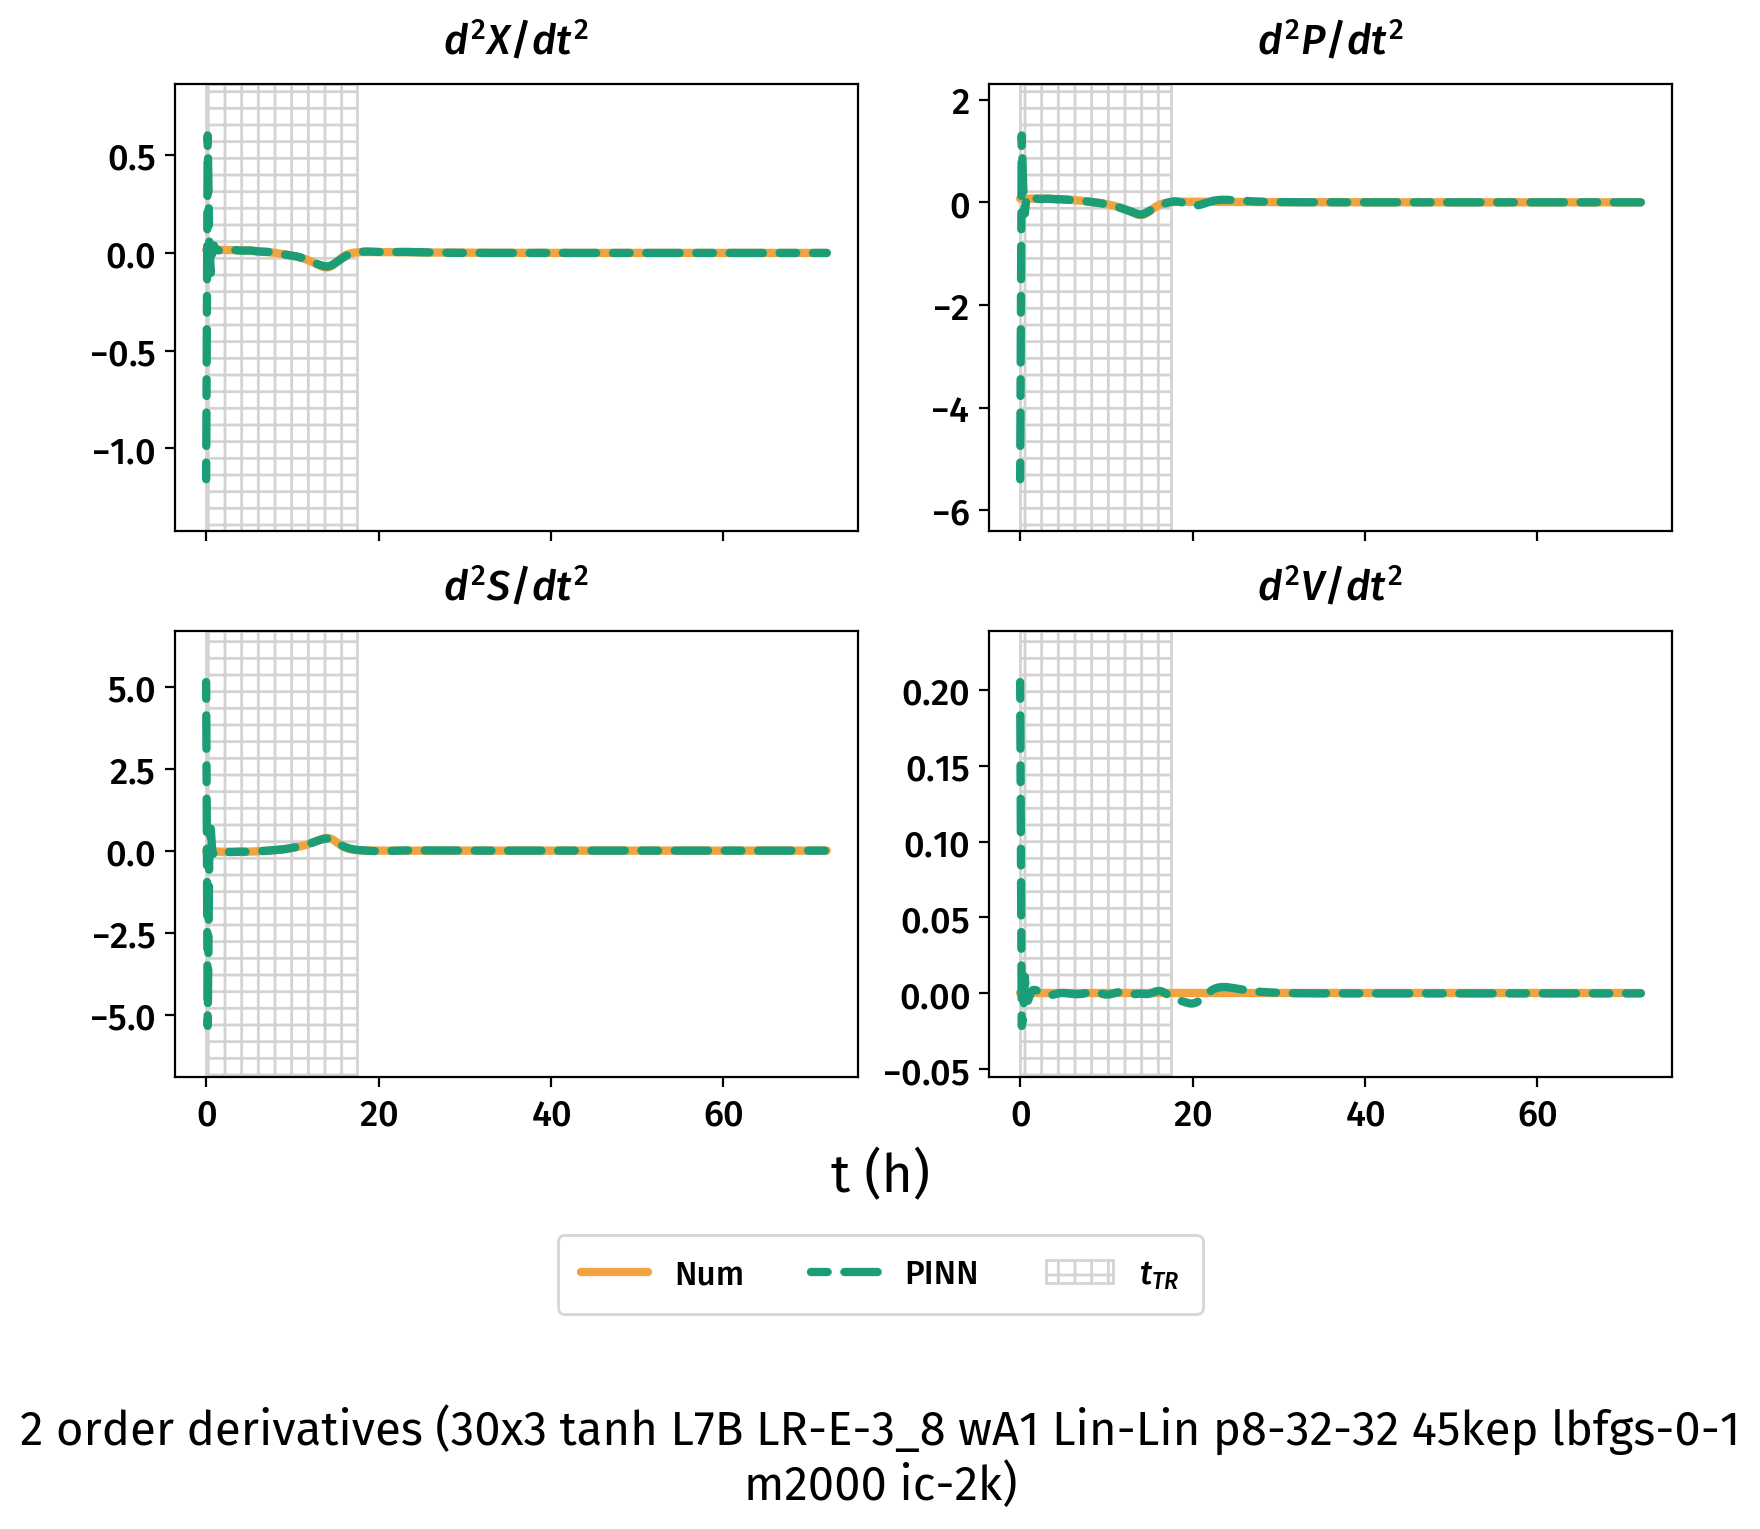 d²X/dt²
d²P/dt²
0.5
0.0
−0.5
−1.0
2
0
−2
−4
−6
d²S/dt²
d²V/dt²
5.0
2.5
0.0
−2.5
−5.0
0 20 40 60
0.20
0.15
0.10
0.05
0.00
−0.05
0 20 40 60
t (h)
Num PINN t_TR
2 order derivatives (30x3 tanh L7B LR-E-3_8 wA1 Lin-Lin p8-32-32 45kep lbfgs-0-1
m2000 ic-2k)